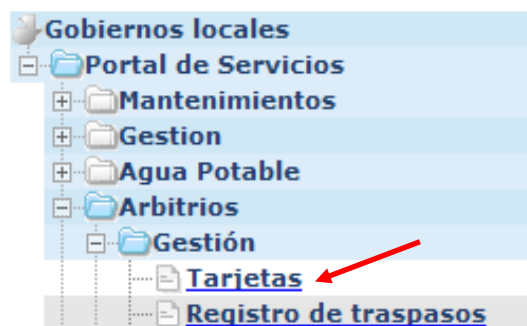 Gobiernos locales
Portal de Servicios
Mantenimientos
Gestion
Agua Potable
Arbitrios
Gestión
Tarjetas
Registro de traspasos